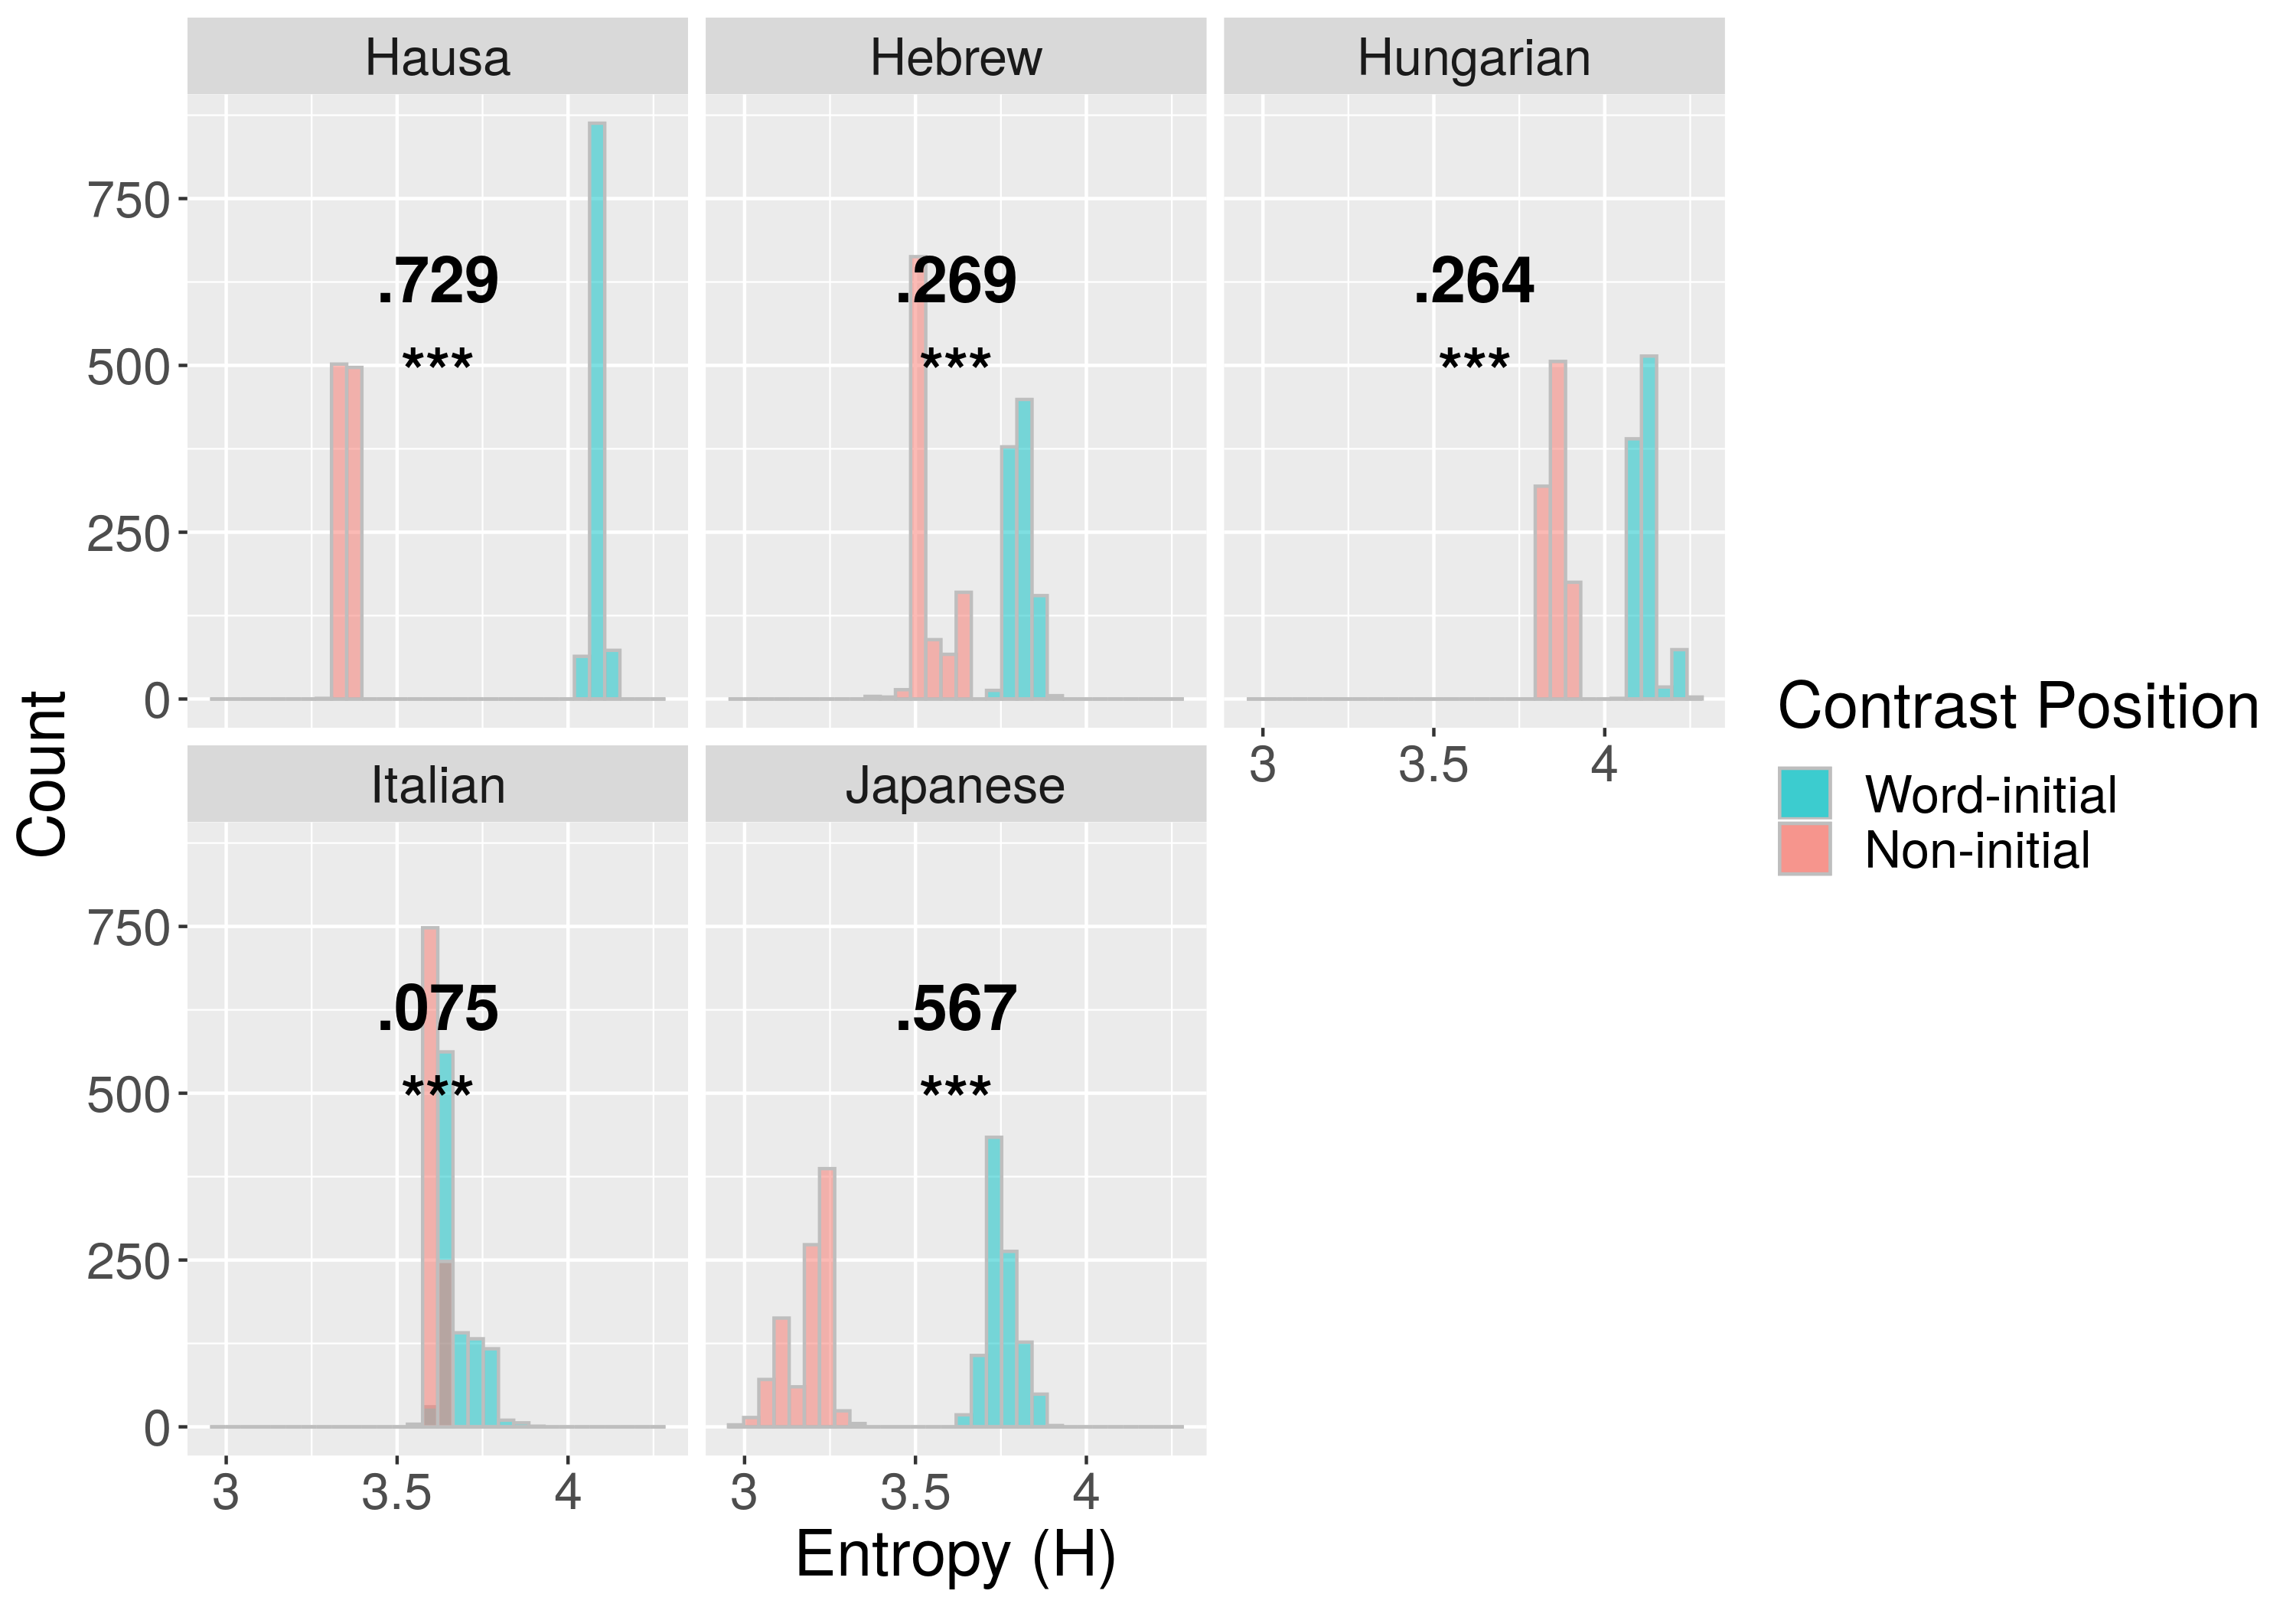 Hausa
Hebrew
Hungarian
750
500
250
0
.729
***
.269
***
.264
***
3
3.5
4
Count
Italian
Japanese
750
500
250
0
.075
***
.567
***
3
3.5
4
3
3.5
4
Entropy (H)
Contrast Position
Word-initial
Non-initial